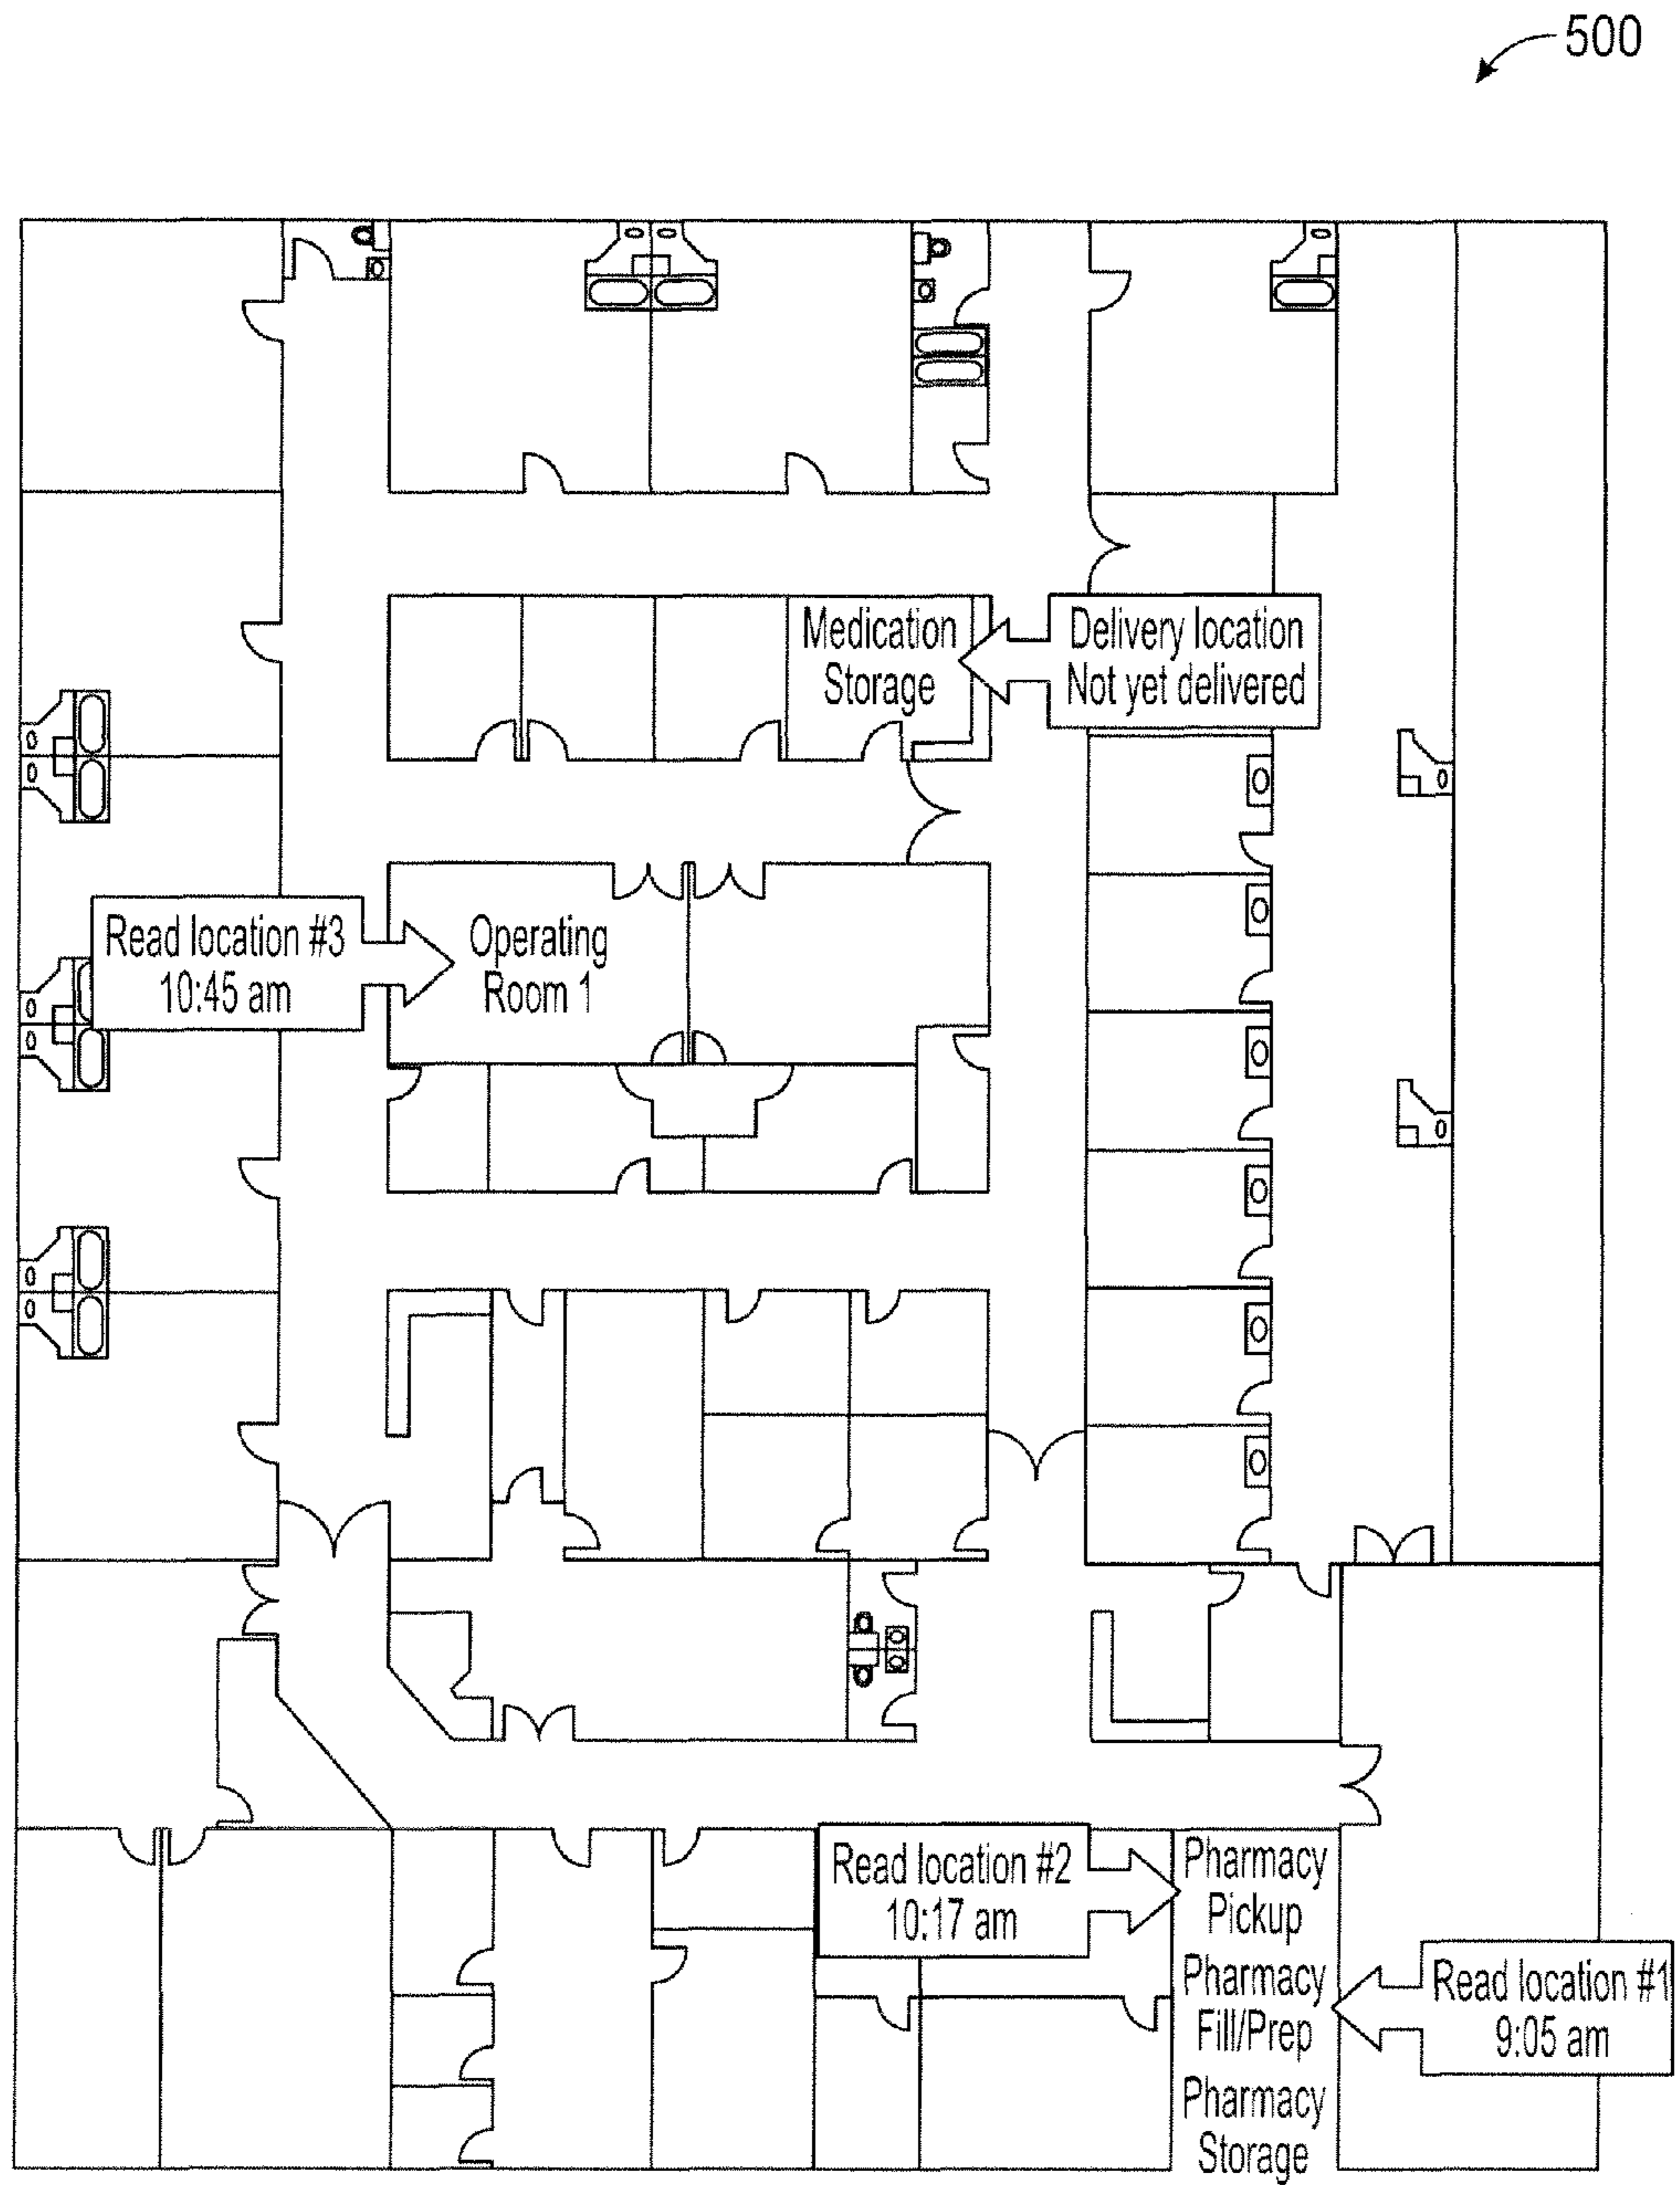 500
Medication
Storage
Delivery location
Not yet delivered
Read location #3
10:45 am
Operating
Room 1
Read location #2
10:17 am
Pharmacy
Pickup
Pharmacy
Fill/Prep
Pharmacy
Storage
Read location #1
9:05 am